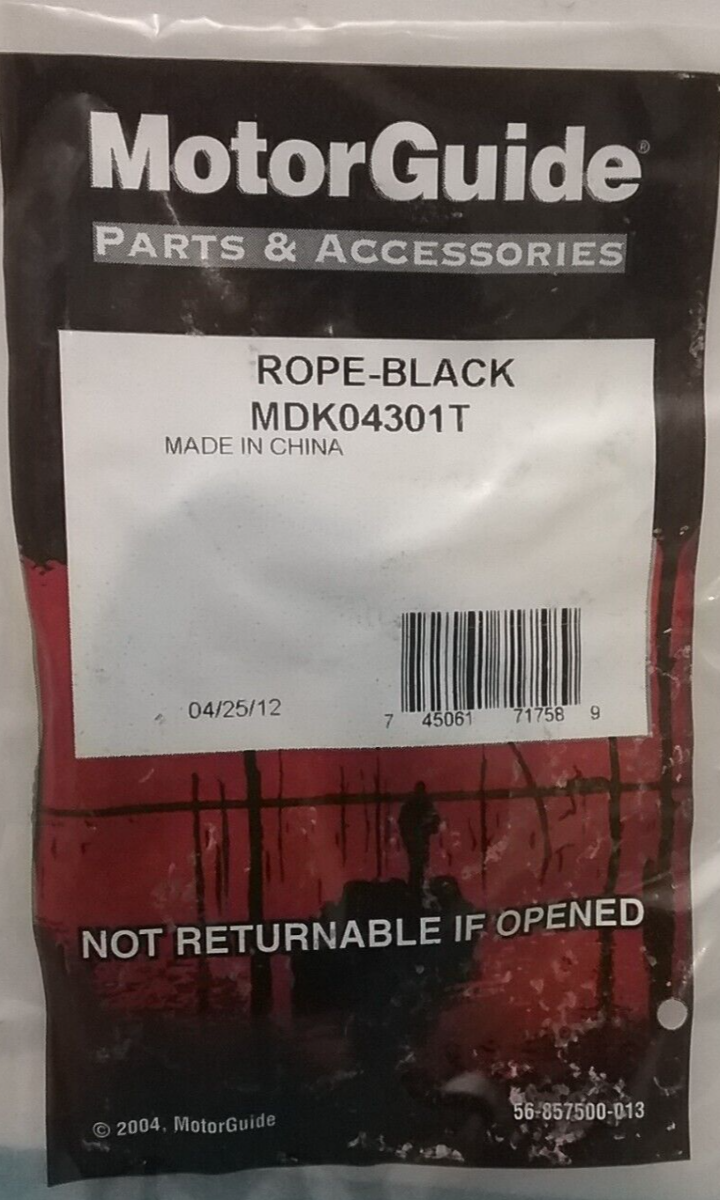 MotorGuide®
PARTS & ACCESSORIES
ROPE-BLACK
MDK04301T
MADE IN CHINA
04/25/12
7 45061 71758 9
NOT RETURNABLE IF OPENED
© 2004, MotorGuide
56-857500-013